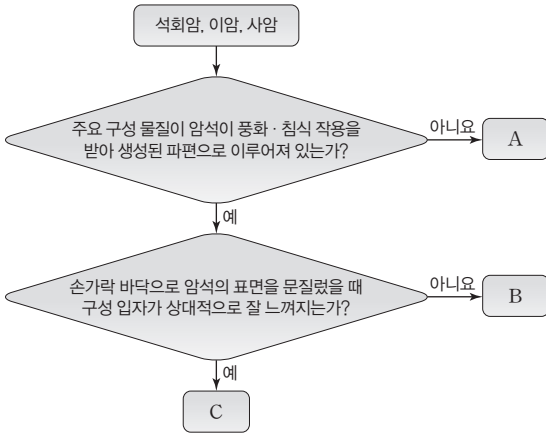 석회암, 이암, 사암
주요 구성 물질이 암석이 풍화·침식 작용을
받아 생성된 파편으로 이루어져 있는가?
아니요
A
예
손가락 바닥으로 암석의 표면을 문질렀을 때
구성 입자가 상대적으로 잘 느껴지는가?
아니요
B
예
C